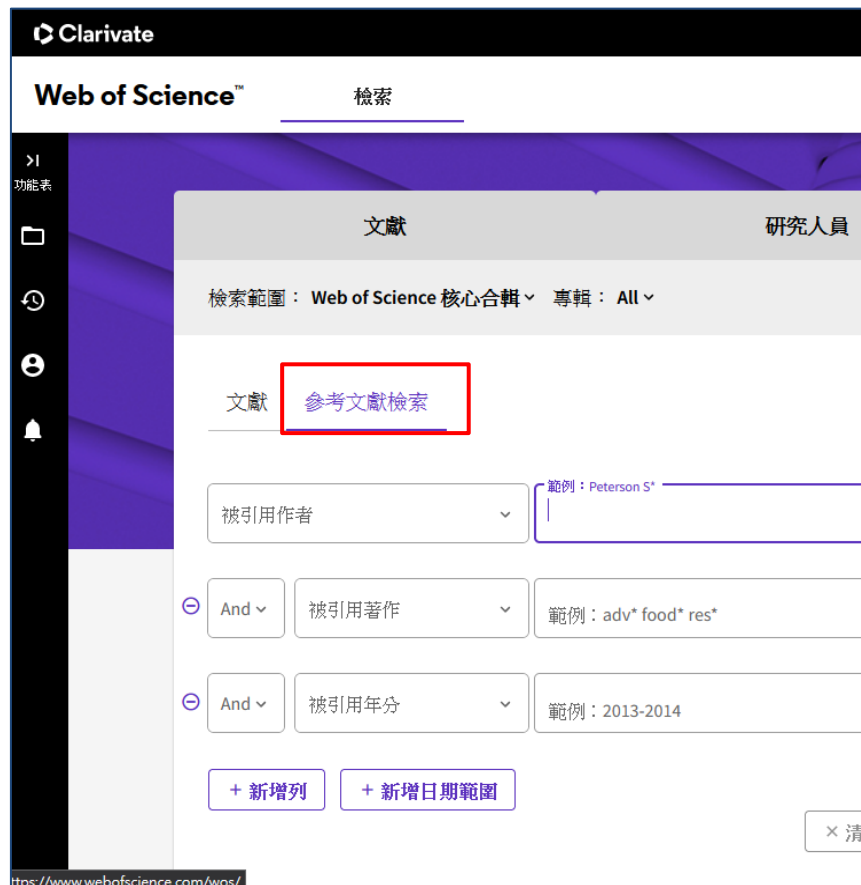 Clarivate
Web of Science™ 檢索
>|
功能表
文獻 研究人員
檢索範圍： Web of Science 核心合輯 專輯： All
文獻 參考文獻檢索
範例：Peterson S*
被引用作者
And 被引用著作 範例：adv* food* res*
And 被引用年分 範例：2013-2014
+ 新增列 + 新增日期範圍
× 清
ttps://www.webofscience.com/wos/